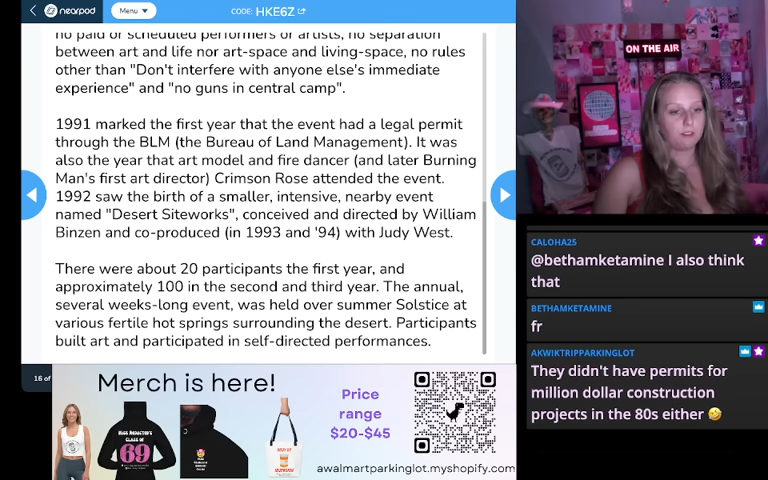 nearpod
Menu
CODE: HKE6Z
no paid or scheduled performers or artists, no separation
between art and life nor art-space and living-space, no rules
other than "Don't interfere with anyone else's immediate
experience" and "no guns in central camp".
1991 marked the first year that the event had a legal permit
through the BLM (the Bureau of Land Management). It was
also the year that art model and fire dancer (and later Burning
Man's first art director) Crimson Rose attended the event.
1992 saw the birth of a smaller, intensive, nearby event
named "Desert Siteworks", conceived and directed by William
Binzen and co-produced (in 1993 and '94) with Judy West.
There were about 20 participants the first year, and
approximately 100 in the second and third year. The annual,
several weeks-long event, was held over summer Solstice at
various fertile hot springs surrounding the desert. Participants
built art and participated in self-directed performances.
16 of
Merch is here!
Price
range
$20-$45
CLASS OF
69
awalmartparkinglot.myshopify.com
ON THE AIR
CALOHA25
@bethamketamine I also think
that
BETHAMKETAMINE
fr
AKWIKTRIPPARKINGLOT
They didn't have permits for
million dollar construction
projects in the 80s either 🤣